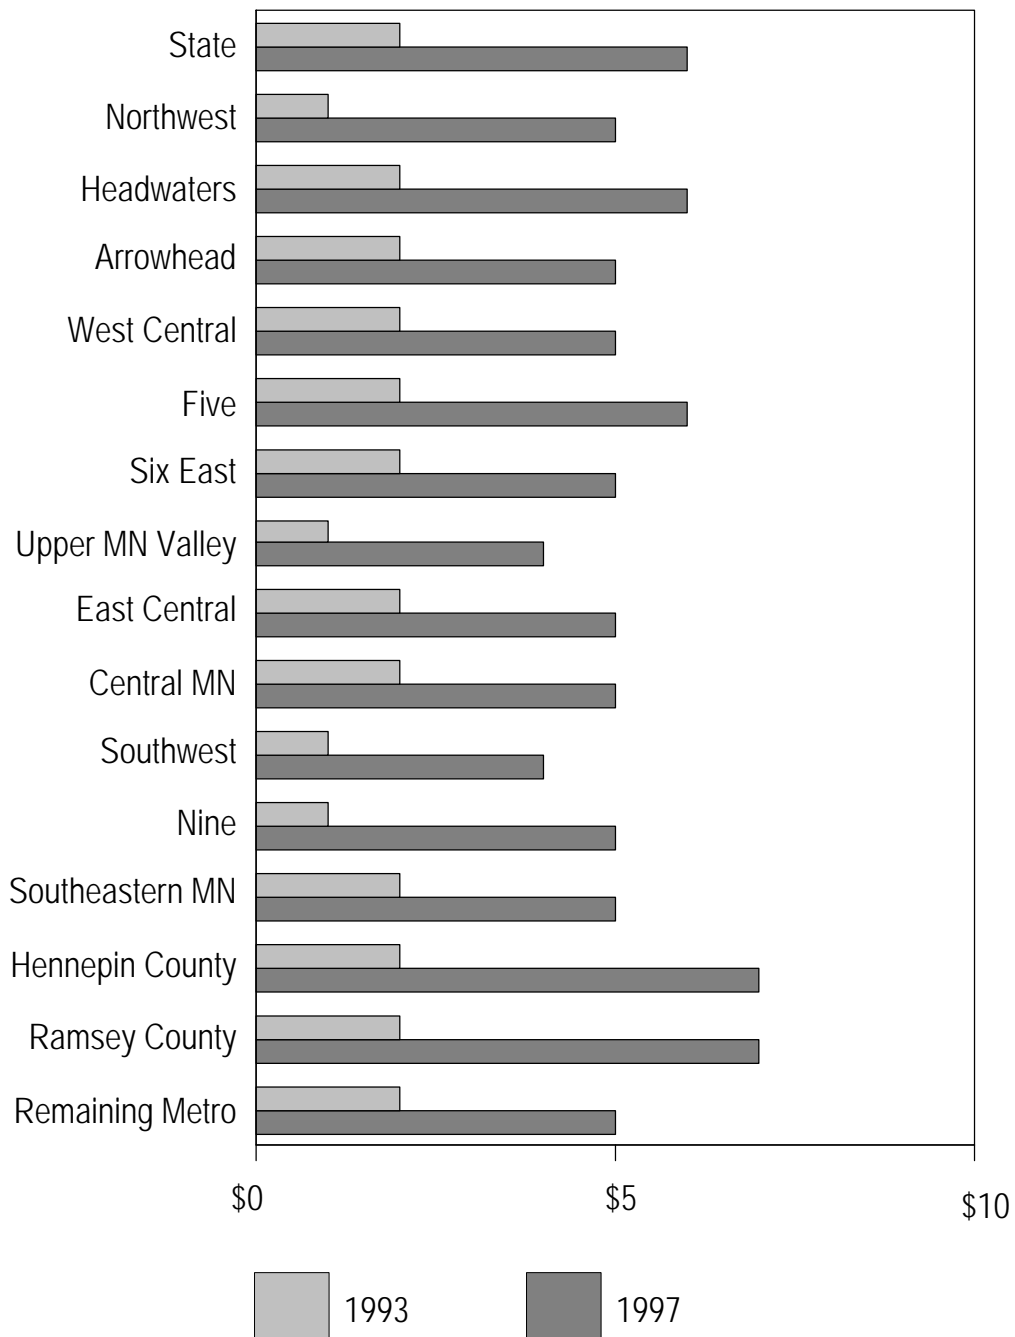 State
Northwest
Headwaters
Arrowhead
West Central
Five
Six East
Upper MN Valley
East Central
Central MN
Southwest
Nine
Southeastern MN
Hennepin County
Ramsey County
Remaining Metro
$0 $5 $10
1993 1997